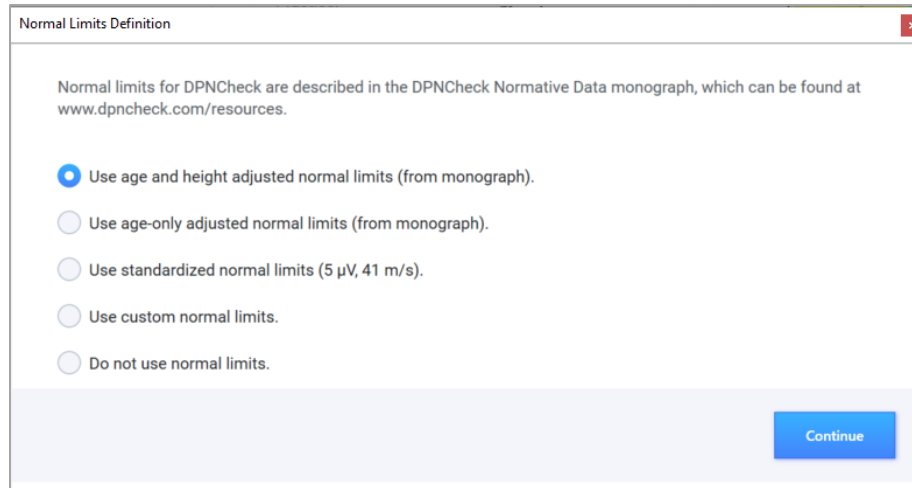 Normal Limits Definition
Normal limits for DPNCheck are described in the DPNCheck Normative Data monograph, which can be found at
www.dpncheck.com/resources.
Use age and height adjusted normal limits (from monograph).
Use age-only adjusted normal limits (from monograph).
Use standardized normal limits (5 µV, 41 m/s).
Use custom normal limits.
Do not use normal limits.
Continue